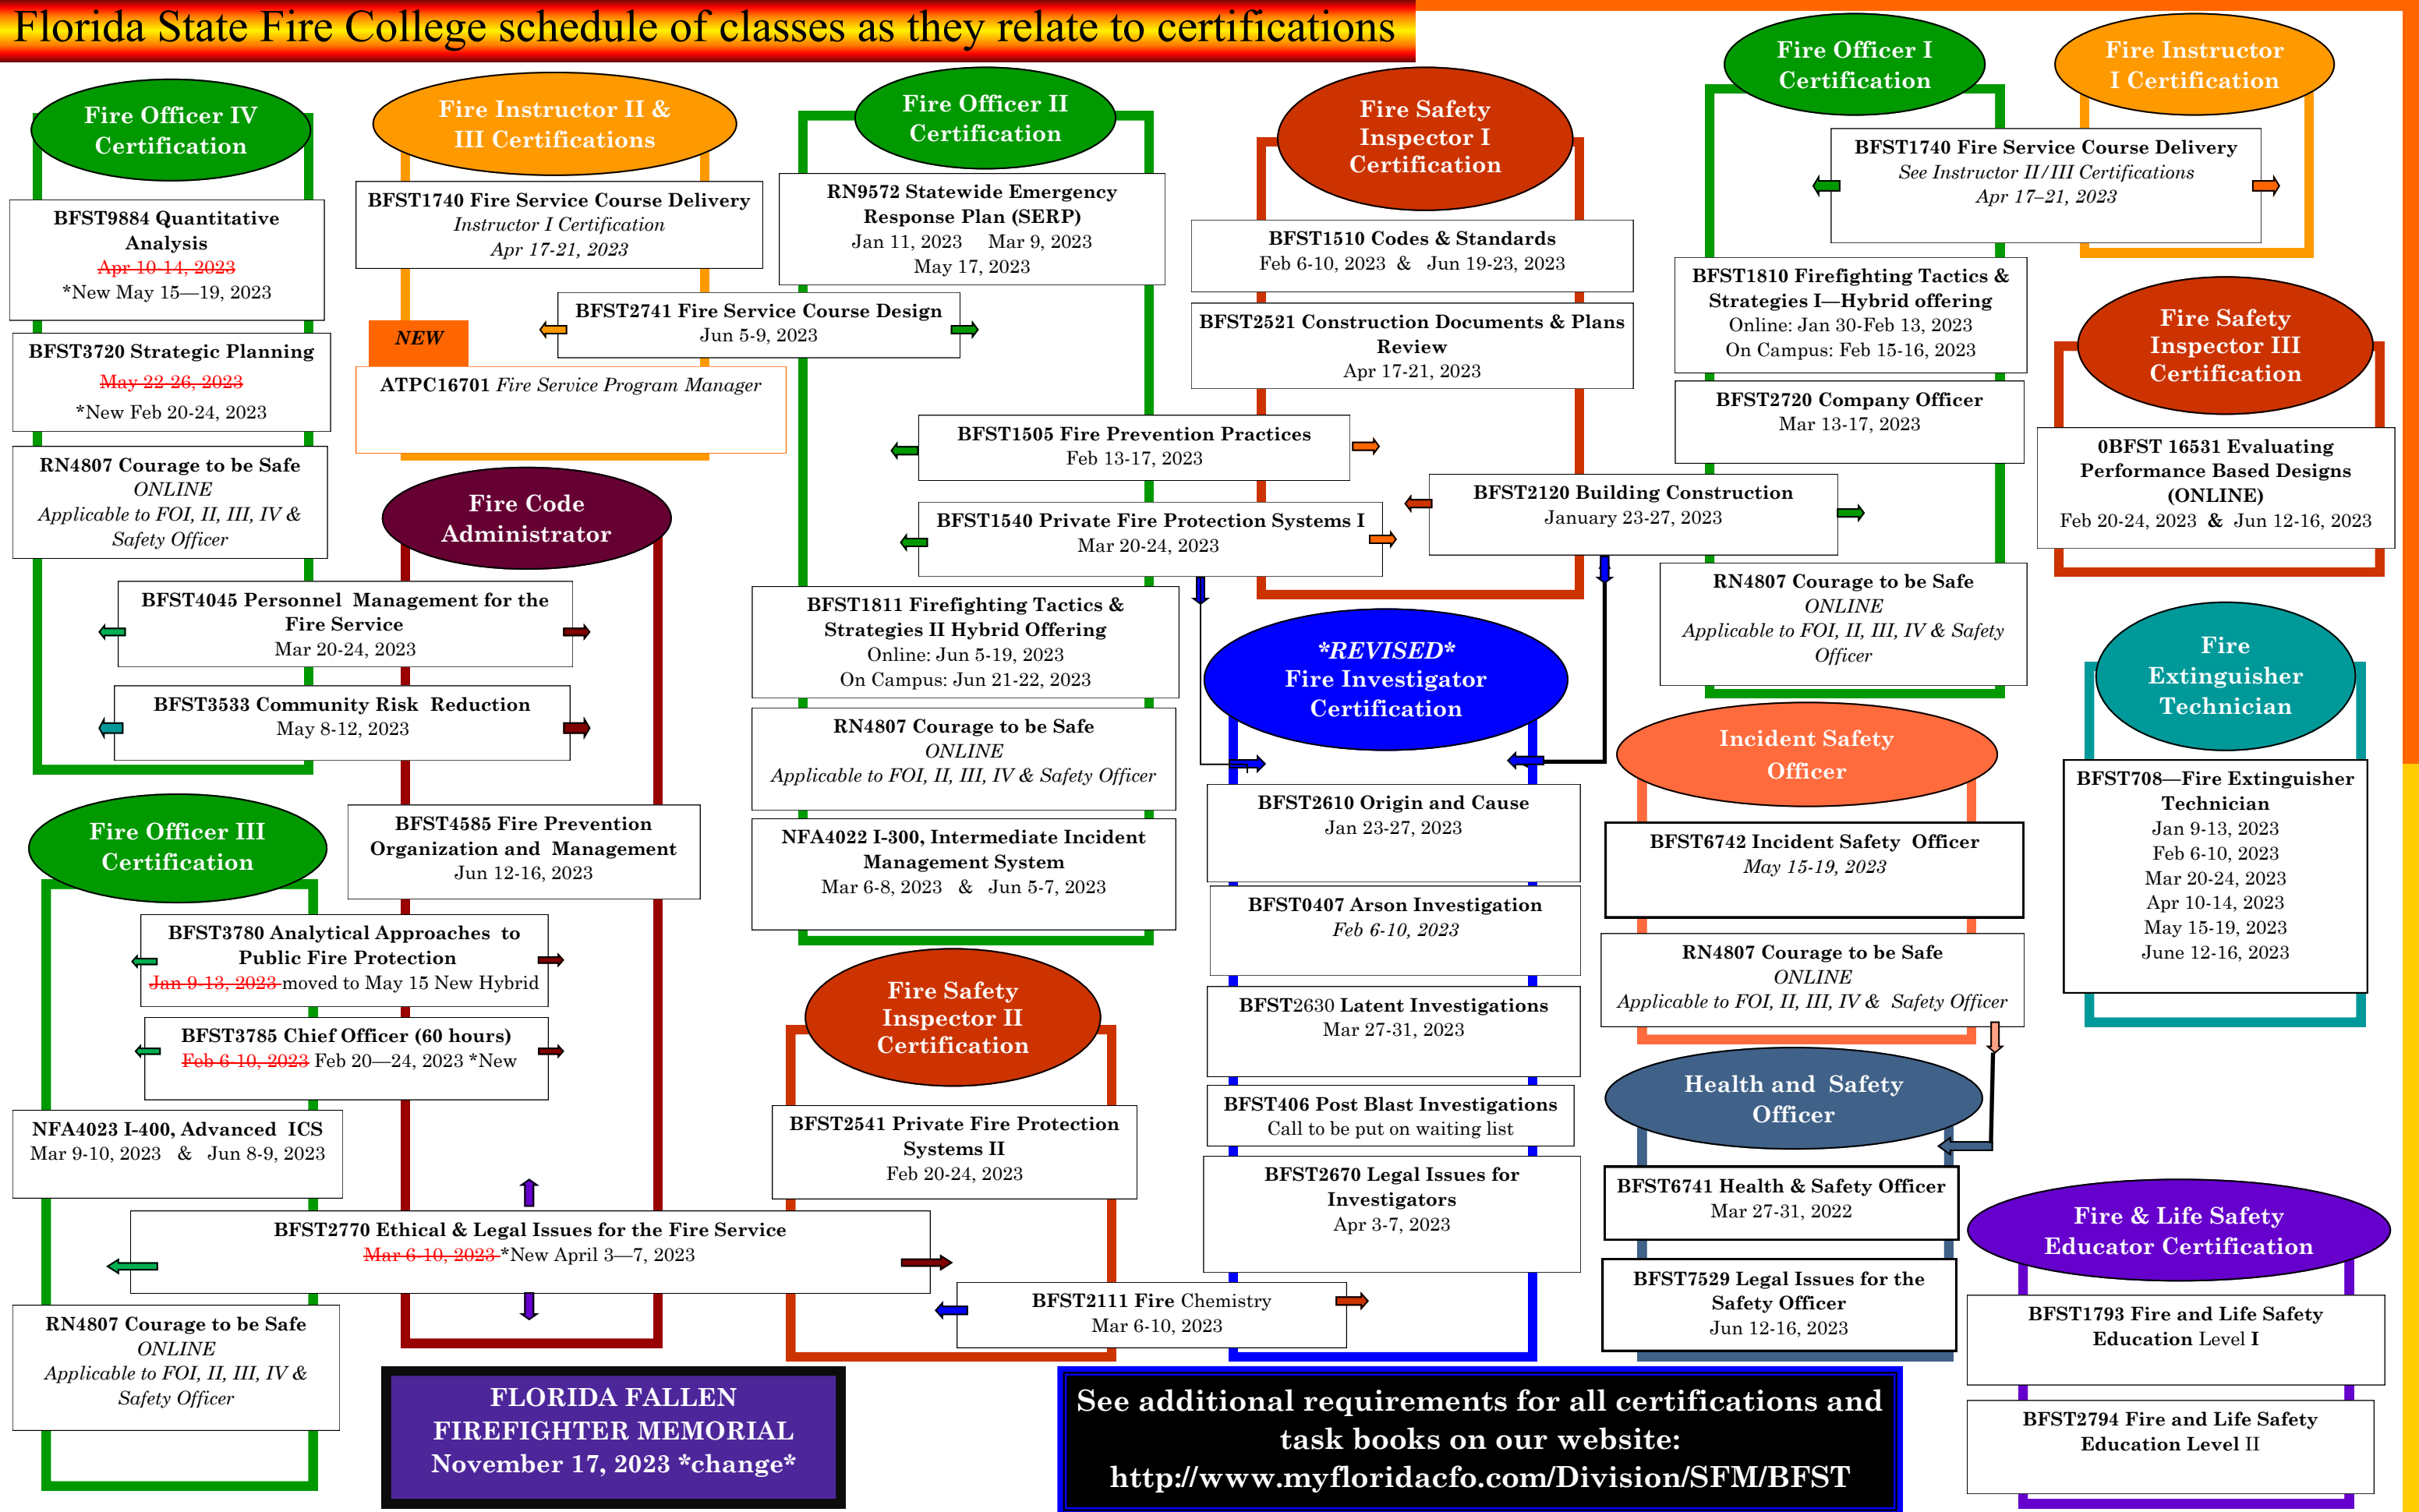 Florida State Fire College schedule of classes as they relate to certifications
Fire Officer IV
Certification
BFST9884 Quantitative
Analysis
Apr 10-14, 2023
*New May 15—19, 2023
BFST3720 Strategic Planning
May 22-26, 2023
*New Feb 20-24, 2023
RN4807 Courage to be Safe
ONLINE
Applicable to FOI, II, III, IV &
Safety Officer
BFST4045 Personnel Management for the
Fire Service
Mar 20-24, 2023
BFST3533 Community Risk Reduction
May 8-12, 2023
Fire Officer III
Certification
BFST3780 Analytical Approaches to
Public Fire Protection
Jan 9-13, 2023 moved to May 15 New Hybrid
BFST3785 Chief Officer (60 hours)
Feb 6-10, 2023 Feb 20—24, 2023 *New
NFA4023 I-400, Advanced ICS
Mar 9-10, 2023 & Jun 8-9, 2023
BFST2770 Ethical & Legal Issues for the Fire Service
Mar 6-10, 2023 *New April 3—7, 2023
RN4807 Courage to be Safe
ONLINE
Applicable to FOI, II, III, IV &
Safety Officer
Fire Instructor II &
III Certifications
BFST1740 Fire Service Course Delivery
Instructor I Certification
Apr 17-21, 2023
BFST2741 Fire Service Course Design
Jun 5-9, 2023
NEW
ATPC16701 Fire Service Program Manager
Fire Code
Administrator
BFST4585 Fire Prevention
Organization and Management
Jun 12-16, 2023
FLORIDA FALLEN
FIREFIGHTER MEMORIAL
November 17, 2023 *change*
Fire Officer II
Certification
RN9572 Statewide Emergency
Response Plan (SERP)
Jan 11, 2023 Mar 9, 2023
May 17, 2023
BFST1505 Fire Prevention Practices
Feb 13-17, 2023
BFST1540 Private Fire Protection Systems I
Mar 20-24, 2023
BFST1811 Firefighting Tactics &
Strategies II Hybrid Offering
Online: Jun 5-19, 2023
On Campus: Jun 21-22, 2023
RN4807 Courage to be Safe
ONLINE
Applicable to FOI, II, III, IV & Safety Officer
NFA4022 I-300, Intermediate Incident
Management System
Mar 6-8, 2023 & Jun 5-7, 2023
Fire Safety
Inspector II
Certification
BFST2541 Private Fire Protection
Systems II
Feb 20-24, 2023
BFST2111 Fire Chemistry
Mar 6-10, 2023
Fire Safety
Inspector I
Certification
BFST1510 Codes & Standards
Feb 6-10, 2023 & Jun 19-23, 2023
BFST2521 Construction Documents & Plans
Review
Apr 17-21, 2023
BFST2120 Building Construction
January 23-27, 2023
*REVISED*
Fire Investigator
Certification
BFST2610 Origin and Cause
Jan 23-27, 2023
BFST0407 Arson Investigation
Feb 6-10, 2023
BFST2630 Latent Investigations
Mar 27-31, 2023
BFST406 Post Blast Investigations
Call to be put on waiting list
BFST2670 Legal Issues for
Investigators
Apr 3-7, 2023
See additional requirements for all certifications and
task books on our website:
http://www.myfloridacfo.com/Division/SFM/BFST
Fire Officer I
Certification
Fire Instructor
I Certification
BFST1740 Fire Service Course Delivery
See Instructor II/III Certifications
Apr 17–21, 2023
BFST1810 Firefighting Tactics &
Strategies I—Hybrid offering
Online: Jan 30-Feb 13, 2023
On Campus: Feb 15-16, 2023
BFST2720 Company Officer
Mar 13-17, 2023
RN4807 Courage to be Safe
ONLINE
Applicable to FOI, II, III, IV & Safety
Officer
Incident Safety
Officer
BFST6742 Incident Safety Officer
May 15-19, 2023
RN4807 Courage to be Safe
ONLINE
Applicable to FOI, II, III, IV & Safety Officer
Health and Safety
Officer
BFST6741 Health & Safety Officer
Mar 27-31, 2022
BFST7529 Legal Issues for the
Safety Officer
Jun 12-16, 2023
Fire Safety
Inspector III
Certification
0BFST 16531 Evaluating
Performance Based Designs
(ONLINE)
Feb 20-24, 2023 & Jun 12-16, 2023
Fire
Extinguisher
Technician
BFST708—Fire Extinguisher
Technician
Jan 9-13, 2023
Feb 6-10, 2023
Mar 20-24, 2023
Apr 10-14, 2023
May 15-19, 2023
June 12-16, 2023
Fire & Life Safety
Educator Certification
BFST1793 Fire and Life Safety
Education Level I
BFST2794 Fire and Life Safety
Education Level II